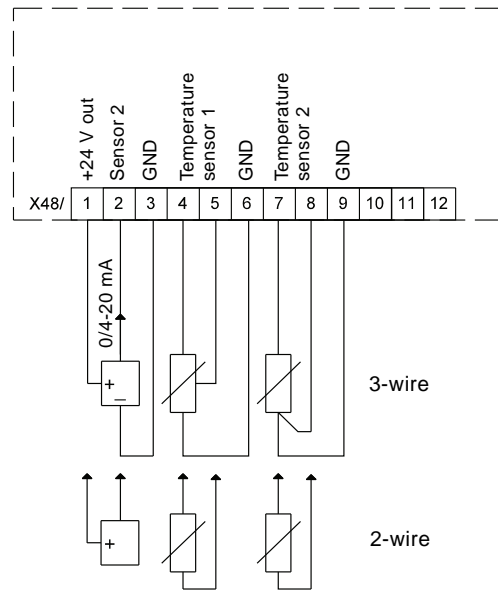 +24 V out
Sensor 2
GND
Temperature
sensor 1
GND
Temperature
sensor 2
GND
X48/ 1 2 3 4 5 6 7 8 9 10 11 12
0/4-20 mA
+
–
3-wire
+
2-wire